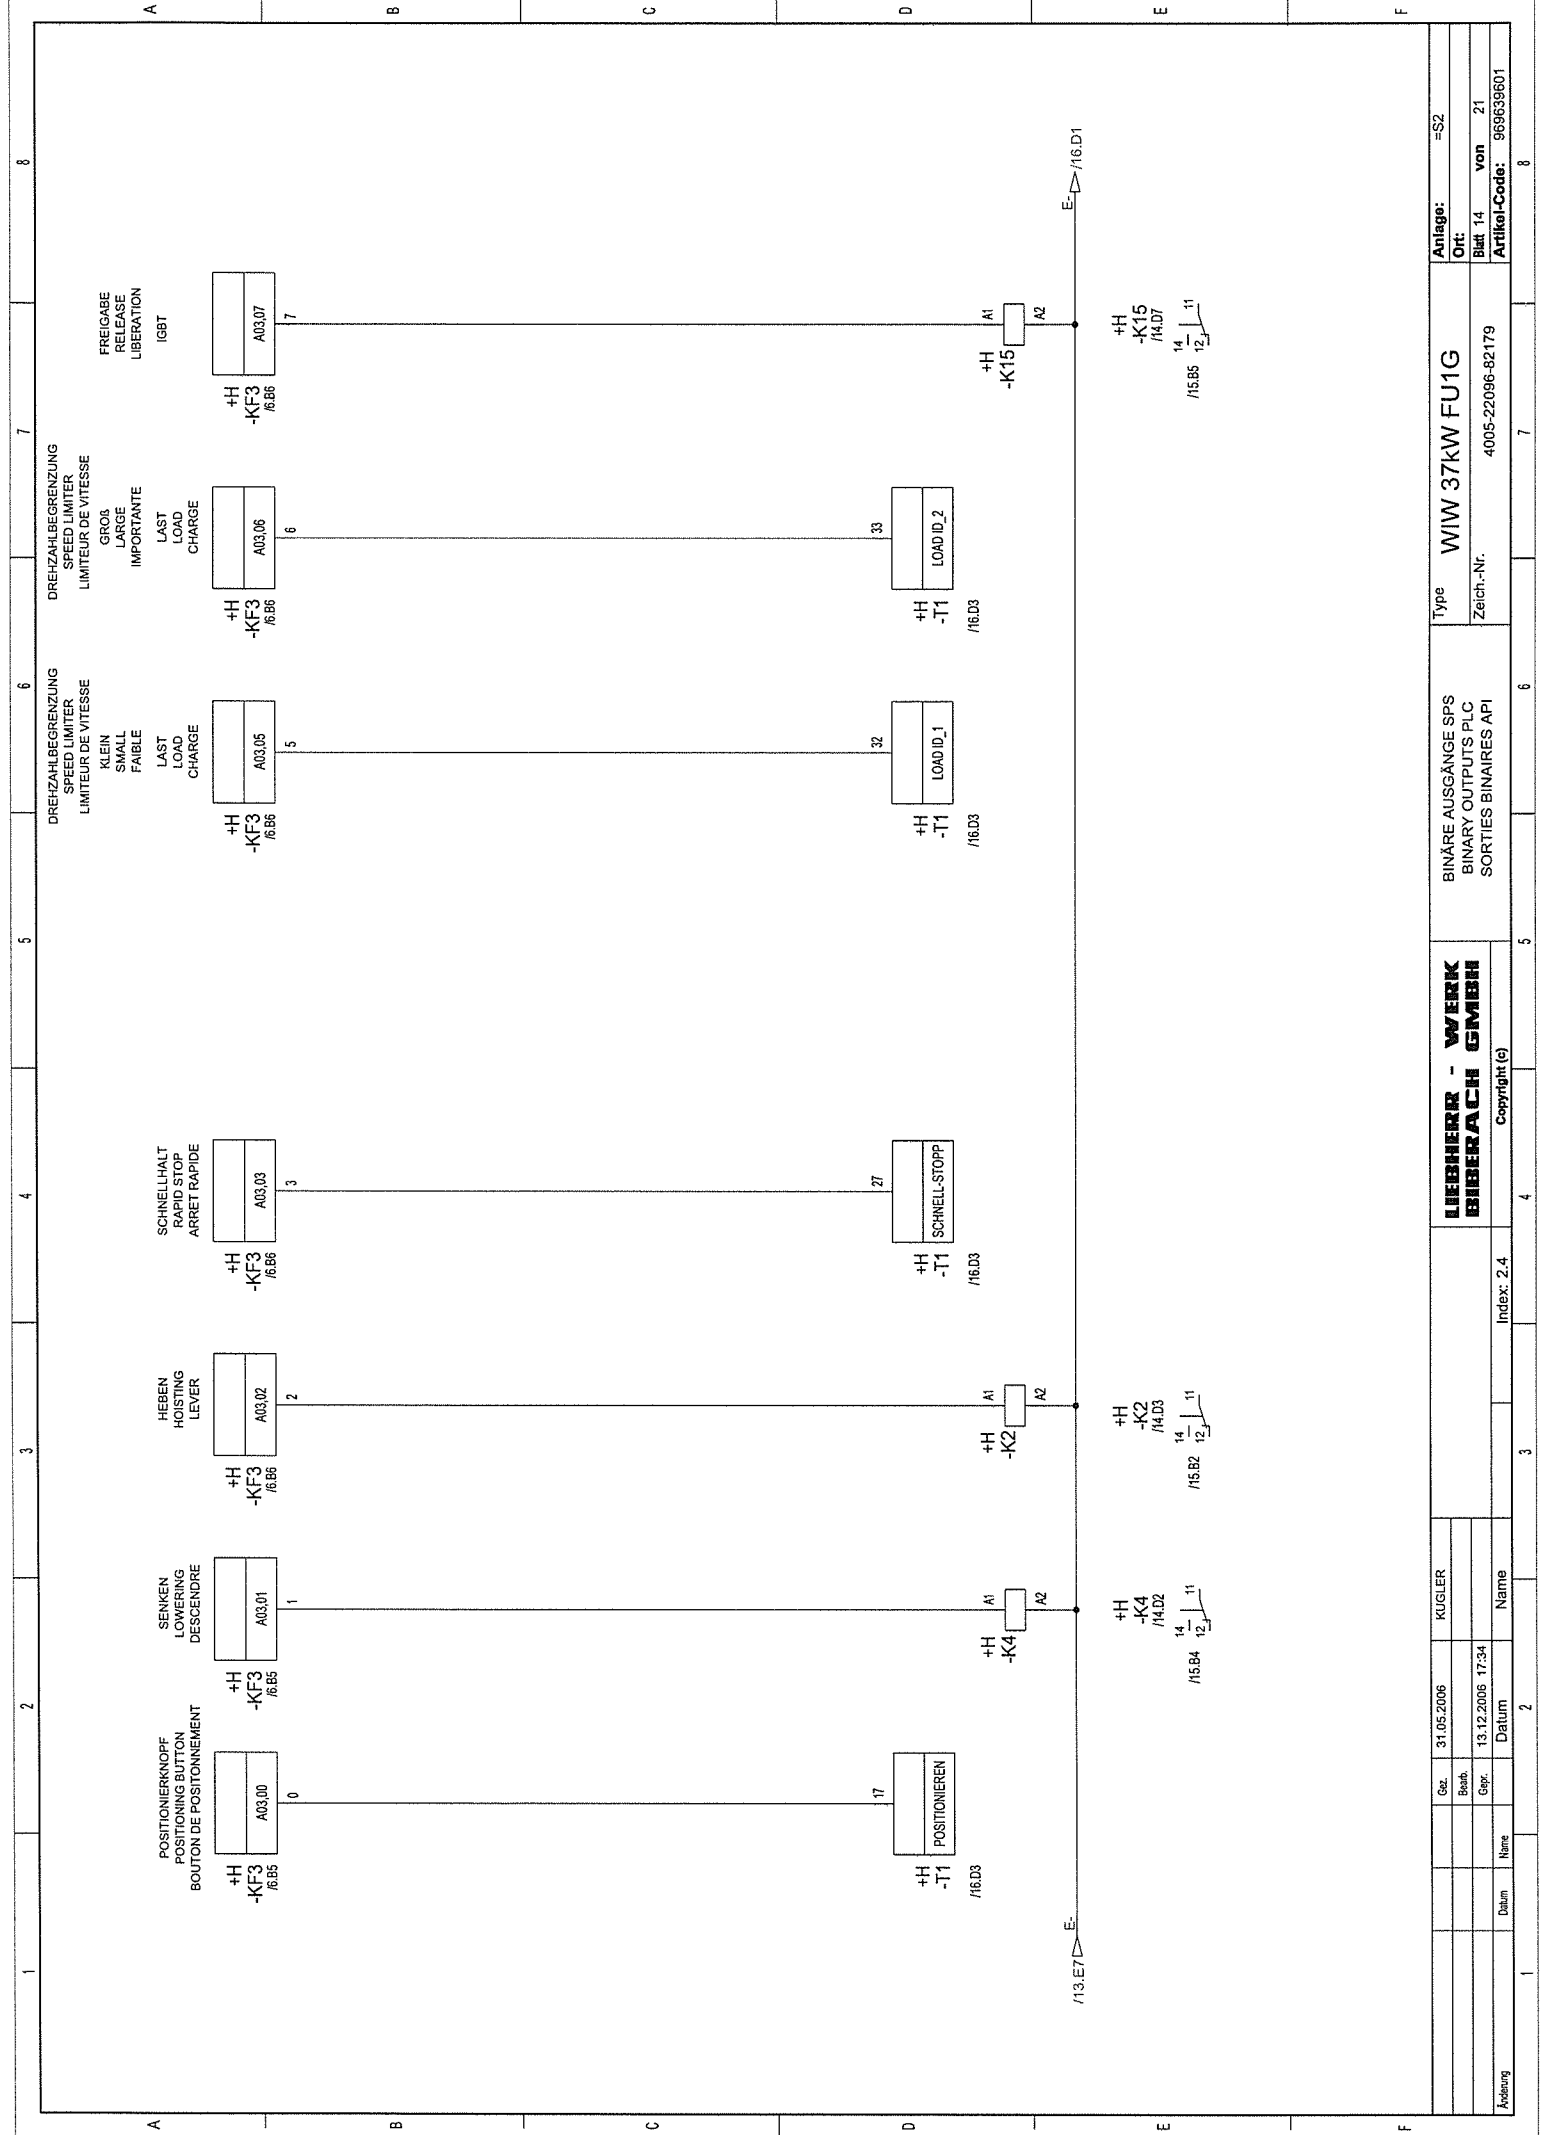 1
2
3
4
5
6
7
8
A
B
C
D
E
F
POSITIONIERKNOPF
POSITIONING BUTTON
BOUTON DE POSITONNEMENT
+H
-KF3
/6.B5
A03,00
0
17
POSITIONIEREN
+H
-T1
/16.D3
SENKEN
LOWERING
DESCENDRE
+H
-KF3
/6.B5
A03,01
1
A1
A2
+H
-K4
+H
-K4
/14.D2
14
12
11
/15.B4
HEBEN
HOISTING
LEVER
+H
-KF3
/6.B6
A03,02
2
A1
A2
+H
-K2
+H
-K2
/14.D3
14
12
11
/15.B2
SCHNELLHALT
RAPID STOP
ARRET RAPIDE
+H
-KF3
/6.B6
A03,03
3
27
SCHNELL-STOPP
+H
-T1
/16.D3
DREHZAHLBEGRENZUNG
SPEED LIMITER
LIMITEUR DE VITESSE
KLEIN
SMALL
FAIBLE
LAST
LOAD
CHARGE
+H
-KF3
/6.B6
A03,05
5
32
LOAD ID_1
+H
-T1
/16.D3
DREHZAHLBEGRENZUNG
SPEED LIMITER
LIMITEUR DE VITESSE
GROß
LARGE
IMPORTANTE
LAST
LOAD
CHARGE
+H
-KF3
/6.B6
A03,06
6
33
LOAD ID_2
+H
-T1
/16.D3
FREIGABE
RELEASE
LIBERATION
IGBT
+H
-KF3
/6.B6
A03,07
7
A1
A2
+H
-K15
+H
-K15
/14.D7
14
12
11
/15.B5
/13.E7
E-
E-
/16.D1
Änderung
Datum
Name
Gez.
31.05.2006
KUGLER
Bearb.
Gepr.
13.12.2006 17:34
Datum
Name
Index: 2.4
LIEBHERR - WERK
BIBERACH GMBH
Copyright (c)
BINÄRE AUSGÄNGE SPS
BINARY OUTPUTS PLC
SORTIES BINAIRES API
Type
WIW 37kW FU1G
Zeich.-Nr.
4005-22096-82179
Anlage: =S2
Ort:
Blatt 14 von 21
Artikel-Code: 969639601
1
2
3
4
5
6
7
8
A
B
C
D
E
F